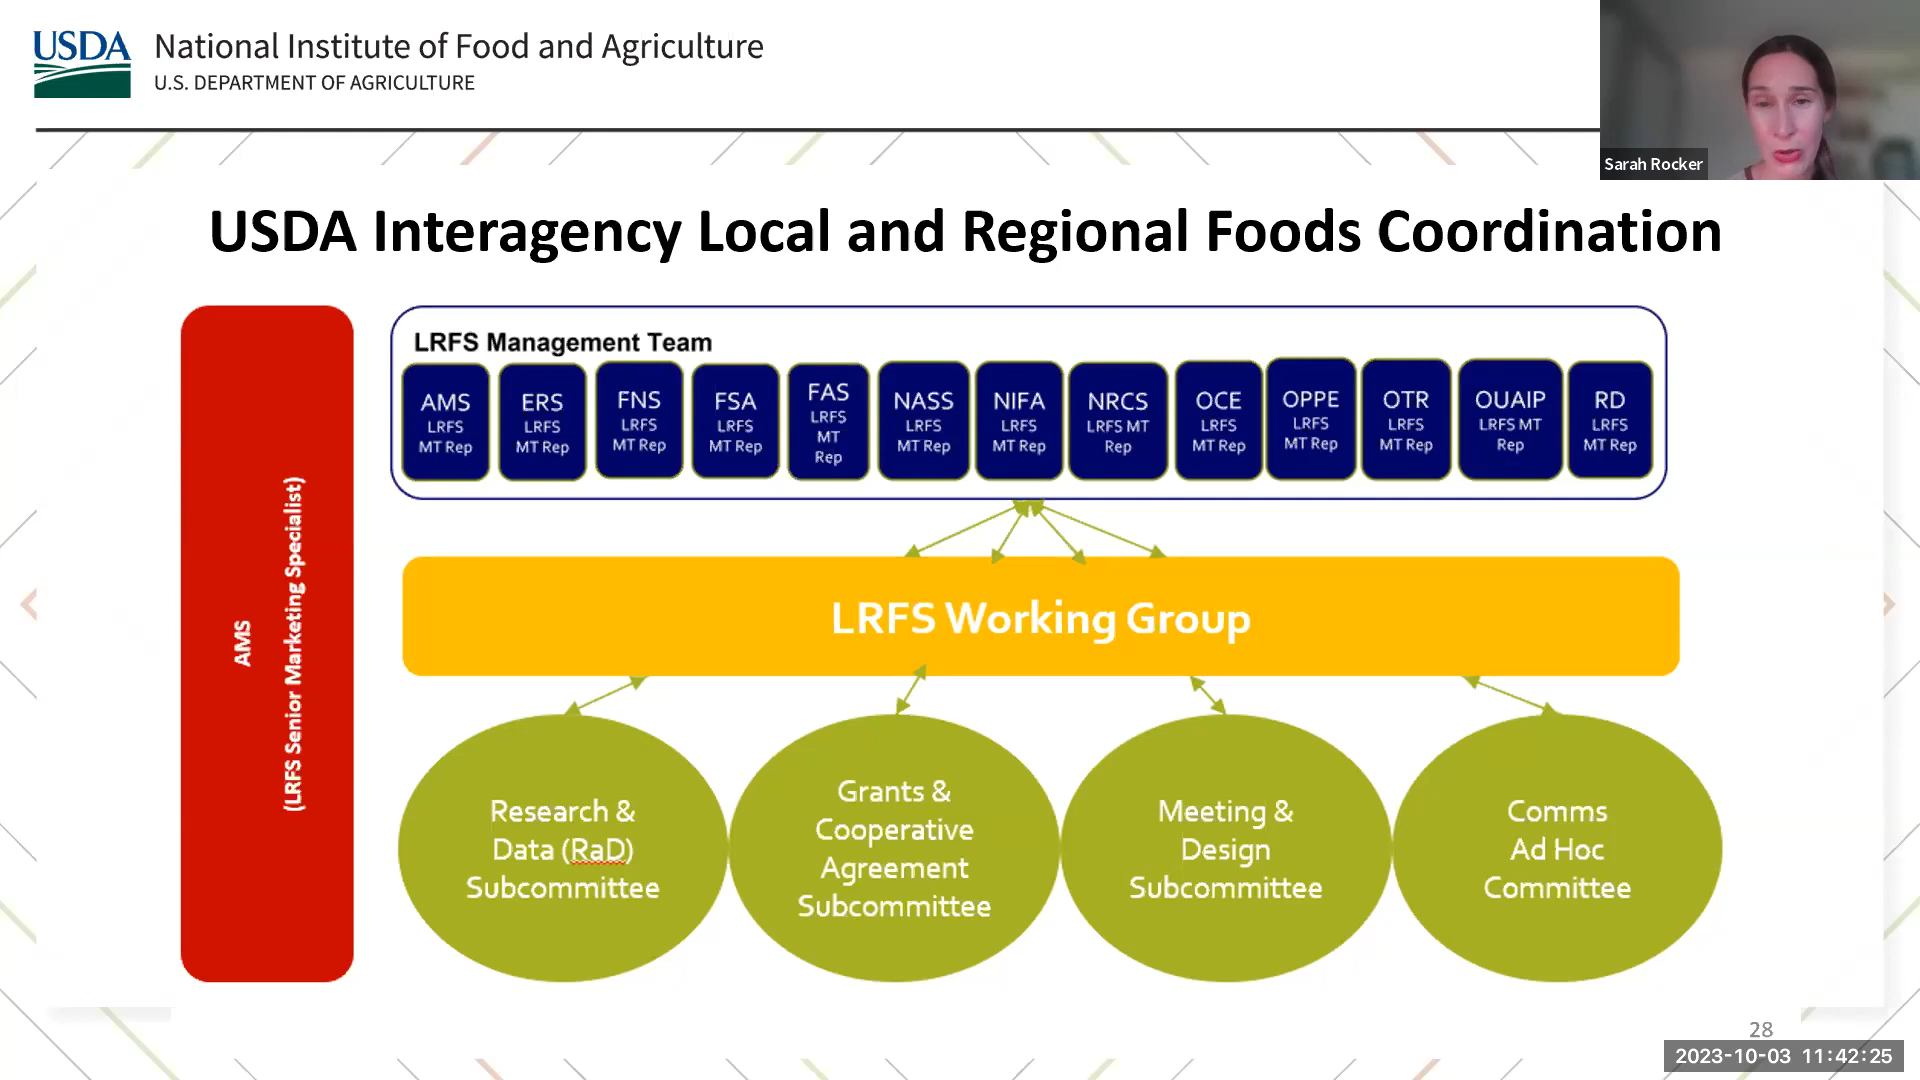 USDA
National Institute of Food and Agriculture
U.S. DEPARTMENT OF AGRICULTURE
Sarah Rocker
USDA Interagency Local and Regional Foods Coordination
AMS
(LRFS Senior Marketing Specialist)
LRFS Management Team
AMS
LRFS
MT Rep
ERS
LRFS
MT Rep
FNS
LRFS
MT Rep
FSA
LRFS
MT Rep
FAS
LRFS
MT
Rep
NASS
LRFS
MT Rep
NIFA
LRFS
MT Rep
NRCS
LRFS MT
Rep
OCE
LRFS
MT Rep
OPPE
LRFS
MT Rep
OTR
LRFS
MT Rep
OUAIP
LRFS MT
Rep
RD
LRFS
MT Rep
LRFS Working Group
Research &
Data (RaD)
Subcommittee
Grants &
Cooperative
Agreement
Subcommittee
Meeting &
Design
Subcommittee
Comms
Ad Hoc
Committee
28
2023-10-03 11:42:25